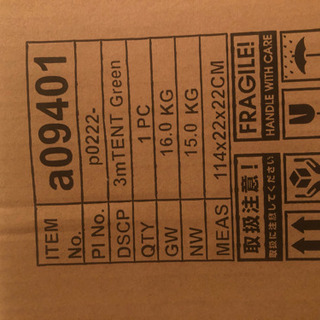 ITEM No. a09401
PI No. p0222-
DSCP 3mTENT Green
QTY 1 PC
GW 16.0 KG
NW 15.0 KG
MEAS 114x22x22CM
FRAGILE!
HANDLE WITH CARE
取扱注意!
取扱に注意してください